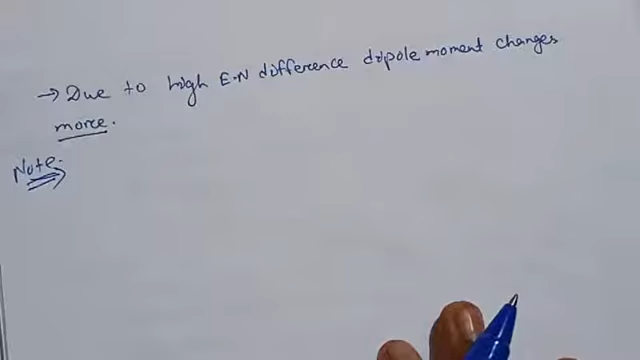 → Due to high E.N difference dipole moment changes
more.
Note.